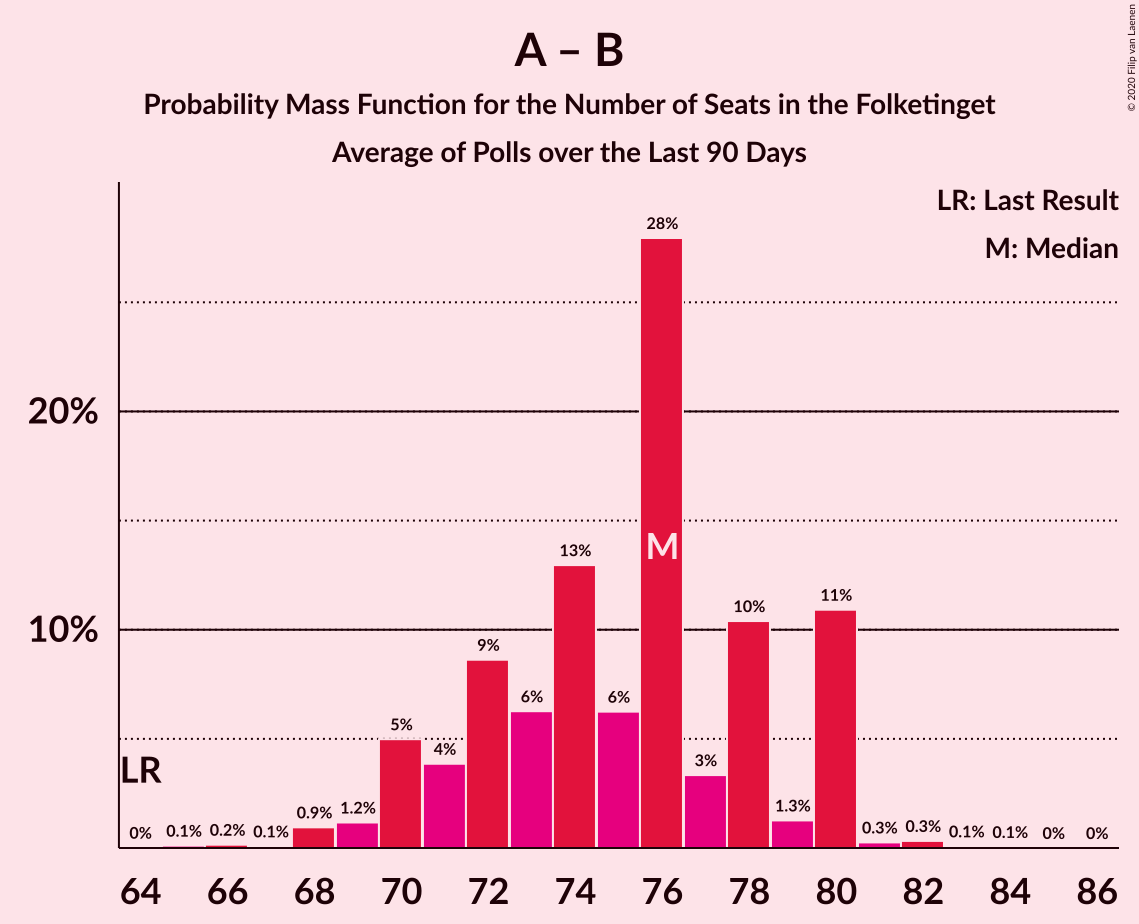 A – B
Probability Mass Function for the Number of Seats in the Folketinget
Average of Polls over the Last 90 Days
© 2020 Filip van Laenen
LR: Last Result
M: Median
20%
10%
LR
M
0%
0.1%
0.2%
0.1%
0.9%
1.2%
5%
4%
9%
6%
13%
6%
28%
3%
10%
1.3%
11%
0.3%
0.3%
0.1%
0.1%
0%
0%
64 66 68 70 72 74 76 78 80 82 84 86